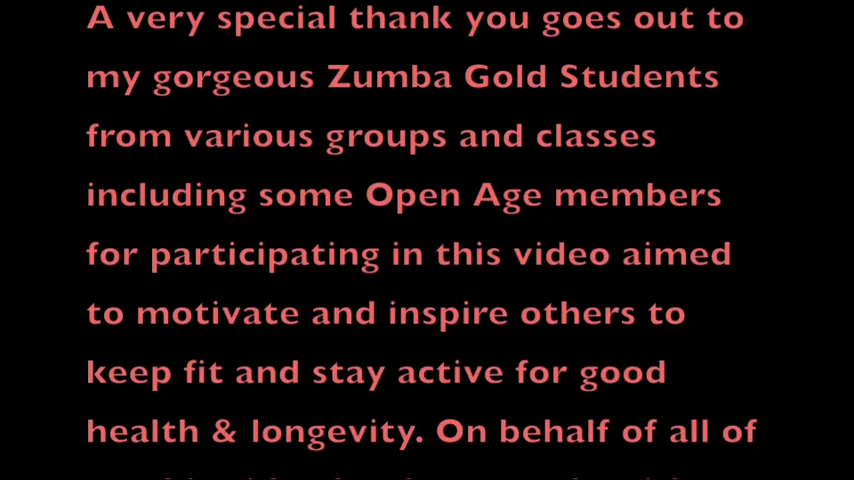 A very special thank you goes out to
my gorgeous Zumba Gold Students
from various groups and classes
including some Open Age members
for participating in this video aimed
to motivate and inspire others to
keep fit and stay active for good
health & longevity. On behalf of all of